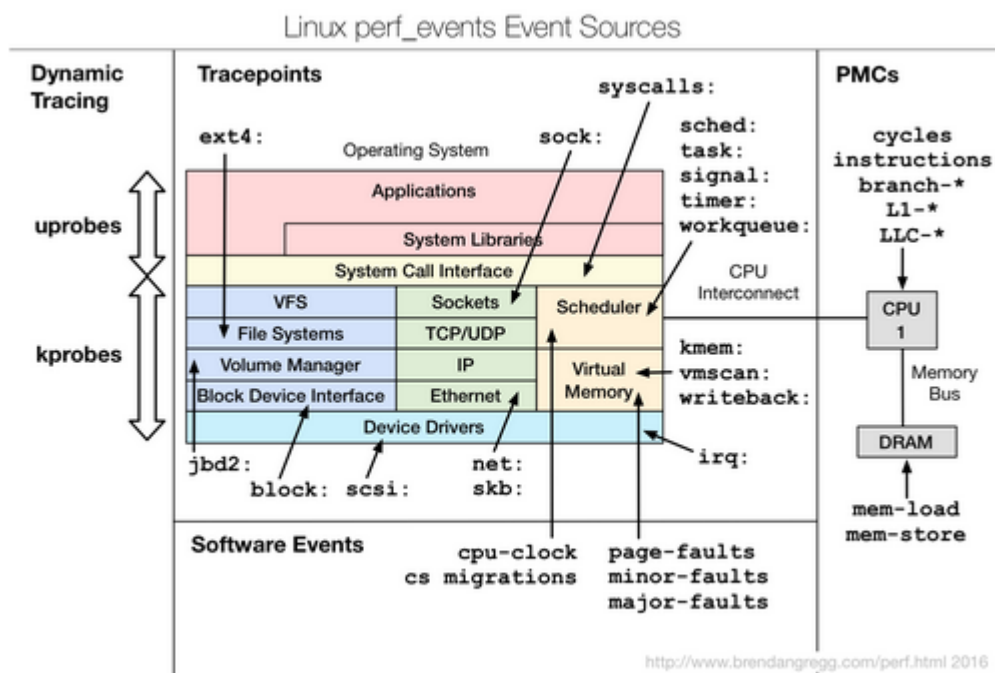 Linux perf_events Event Sources
Dynamic
Tracing
uprobes
kprobes
Tracepoints
syscalls:
ext4:
Operating System
sock:
sched:
task:
signal:
timer:
workqueue:
Applications
System Libraries
System Call Interface
VFS
Sockets
Scheduler
File Systems
TCP/UDP
Volume Manager
IP
Virtual
Memory
Block Device Interface
Ethernet
Device Drivers
CPU
Interconnect
kmem:
vmscan:
writeback:
jbd2:
block:
scsi:
net:
skb:
irq:
Software Events
cpu-clock
cs migrations
page-faults
minor-faults
major-faults
PMCs
cycles
instructions
branch-*
L1-*
LLC-*
CPU
1
Memory
Bus
DRAM
mem-load
mem-store
http://www.brendangregg.com/perf.html 2016